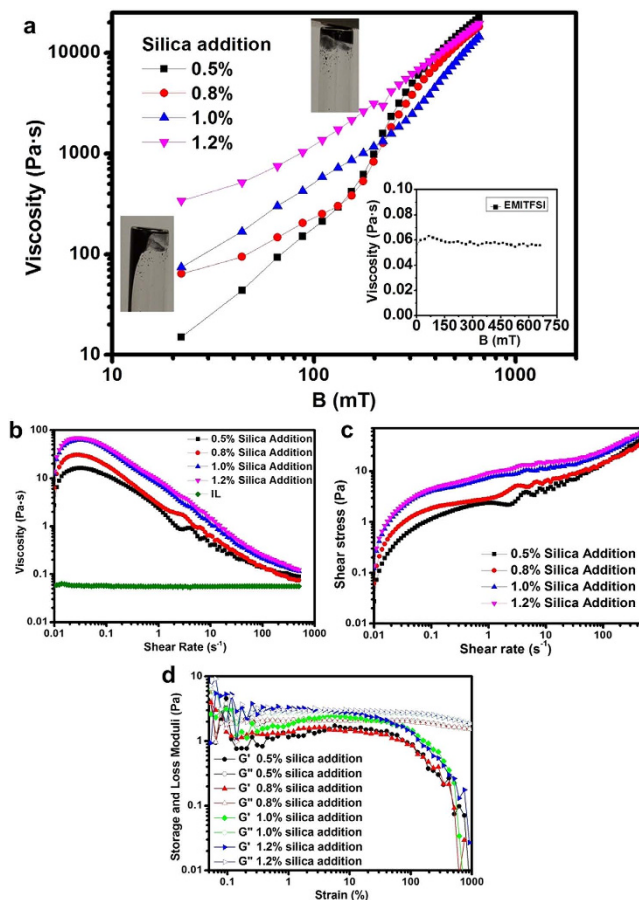 a
Silica addition
0.5%
0.8%
1.0%
1.2%
Viscosity (Pa·s)
10000
1000
100
10
10
100
1000
B (mT)
EMITFSI
Viscosity (Pa·s)
0.10
0.08
0.06
0.04
0.02
0.00
0 150 300 450 600 750
B (mT)
b
Viscosity (Pa-s)
100
10
1
0.1
0.01
0.5% Silica Addition
0.8% Silica Addition
1.0% Silica Addition
1.2% Silica Addition
IL
0.01 0.1 1 10 100 500
Shear Rate (s⁻¹)
c
Shear stress (Pa)
10
1
0.1
0.01
0.5% Silica Addition
0.8% Silica Addition
1.0% Silica Addition
1.2% Silica Addition
0.01 0.1 1 10 100
Shear rate (s⁻¹)
d
Storage and Loss Moduli (Pa)
10
1
0.1
0.01
G' 0.5% silica addition
G" 0.5% silica addition
G' 0.8% silica addition
G" 0.8% silica addition
G' 1.0% silica addition
G" 1.0% silica addition
G' 1.2% silica addition
G" 1.2% silica addition
0.1 1 10 100 1000
Strain (%)